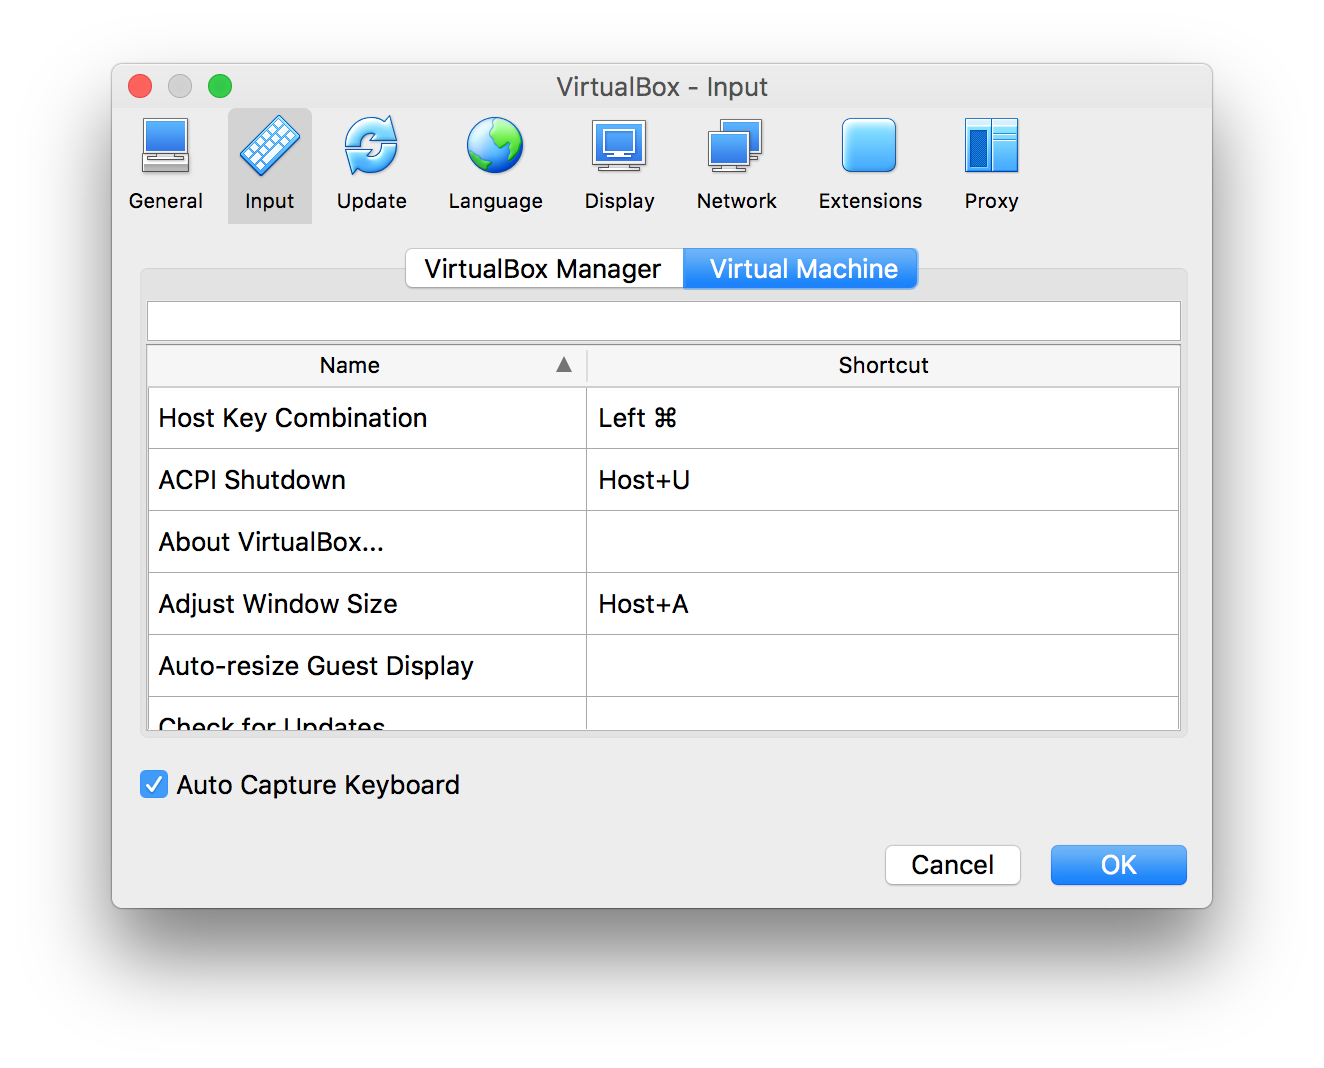 VirtualBox - Input
General Input Update Language Display Network Extensions Proxy
VirtualBox Manager Virtual Machine
Name Shortcut
Host Key Combination Left ⌘
ACPI Shutdown Host+U
About VirtualBox...
Adjust Window Size Host+A
Auto-resize Guest Display
Check for Updates
Auto Capture Keyboard
Cancel OK